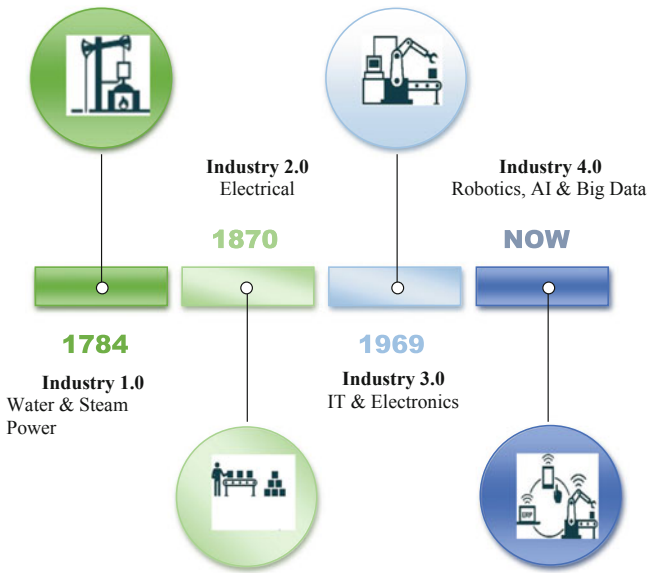 Industry 2.0
Electrical
1870
Industry 4.0
Robotics, AI & Big Data
NOW
1784
Industry 1.0
Water & Steam
Power
1969
Industry 3.0
IT & Electronics
ERP